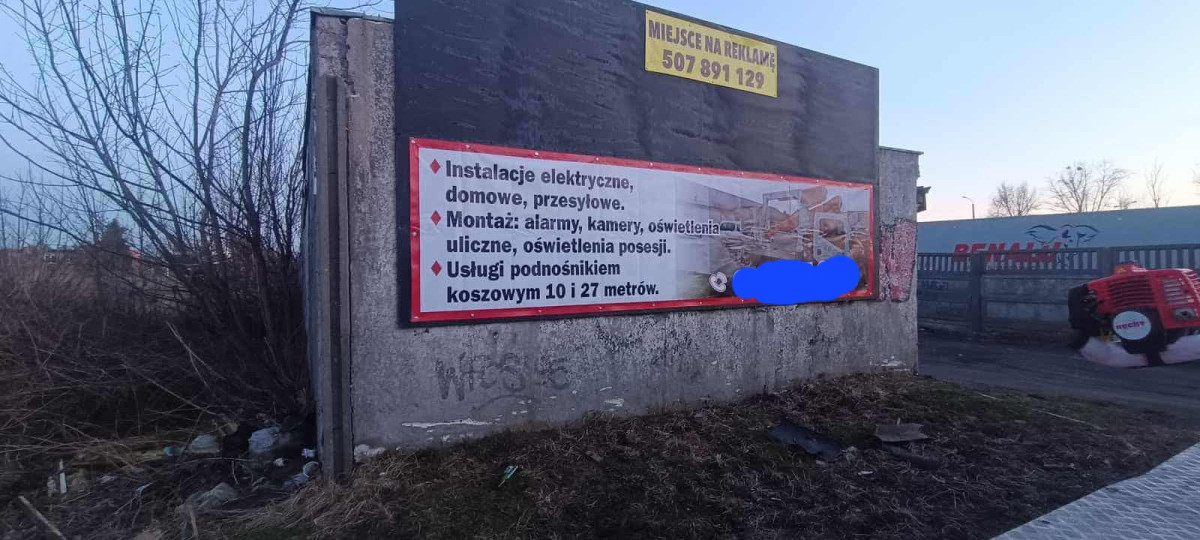 MIEJSCE NA REKLAMĘ
507 891 129
♦ Instalacje elektryczne,
domowe, przesyłowe.
♦ Montaż: alarmy, kamery, oświetlenia
uliczne, oświetlenia posesji.
♦ Usługi podnośnikiem
koszowym 10 i 27 metrów.
HECHT